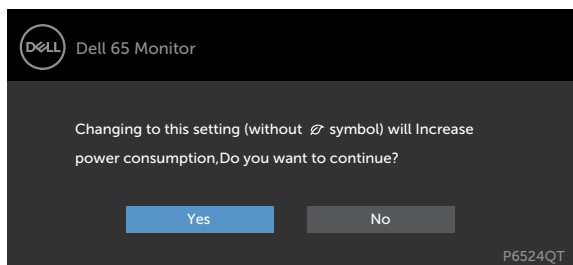 DELL Dell 65 Monitor
Changing to this setting (without symbol) will Increase
power consumption,Do you want to continue?
Yes No
P6524QT